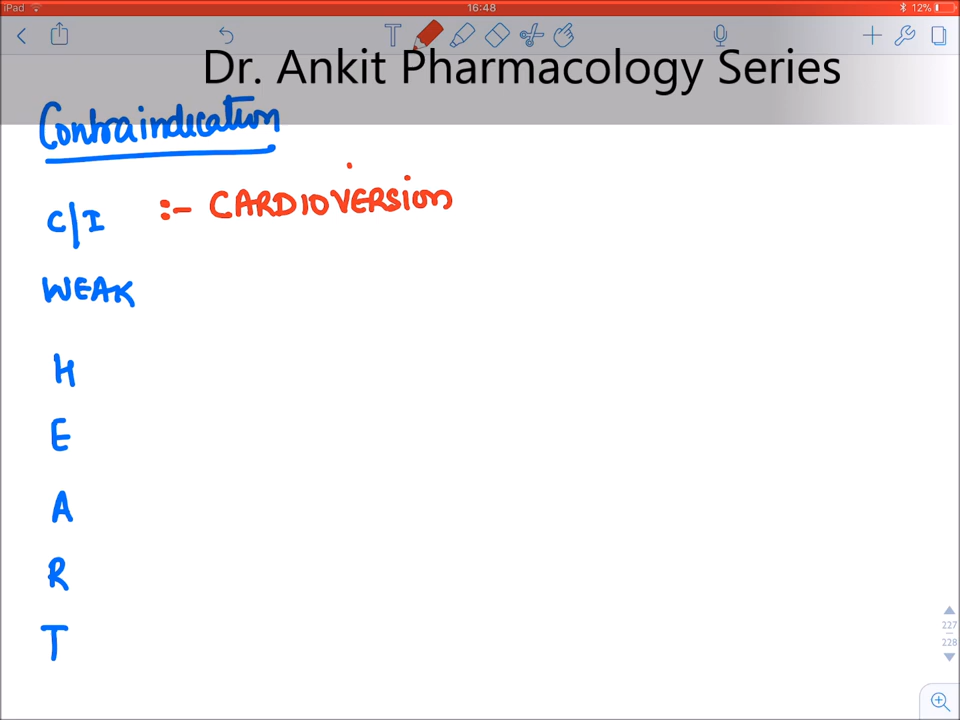 iPad 16:48 12%
T
Dr. Ankit Pharmacology Series
Contraindication
C/I :- CARDIOVERSION
WEAK
H
E
A
R
T
227
228